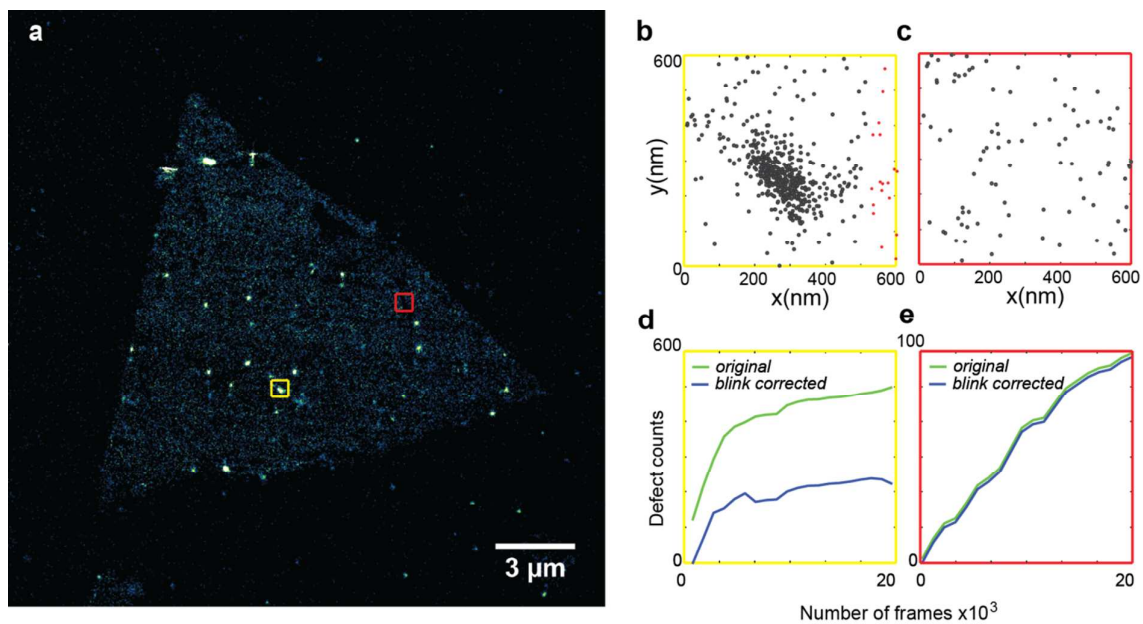 a
3 µm
b
600
y(nm)
0
200
400
600
x(nm)
c
0
200
400
600
x(nm)
d
600
original
blink corrected
Defect counts
0
0
20
e
100
original
blink corrected
0
0
20
Number of frames x10³